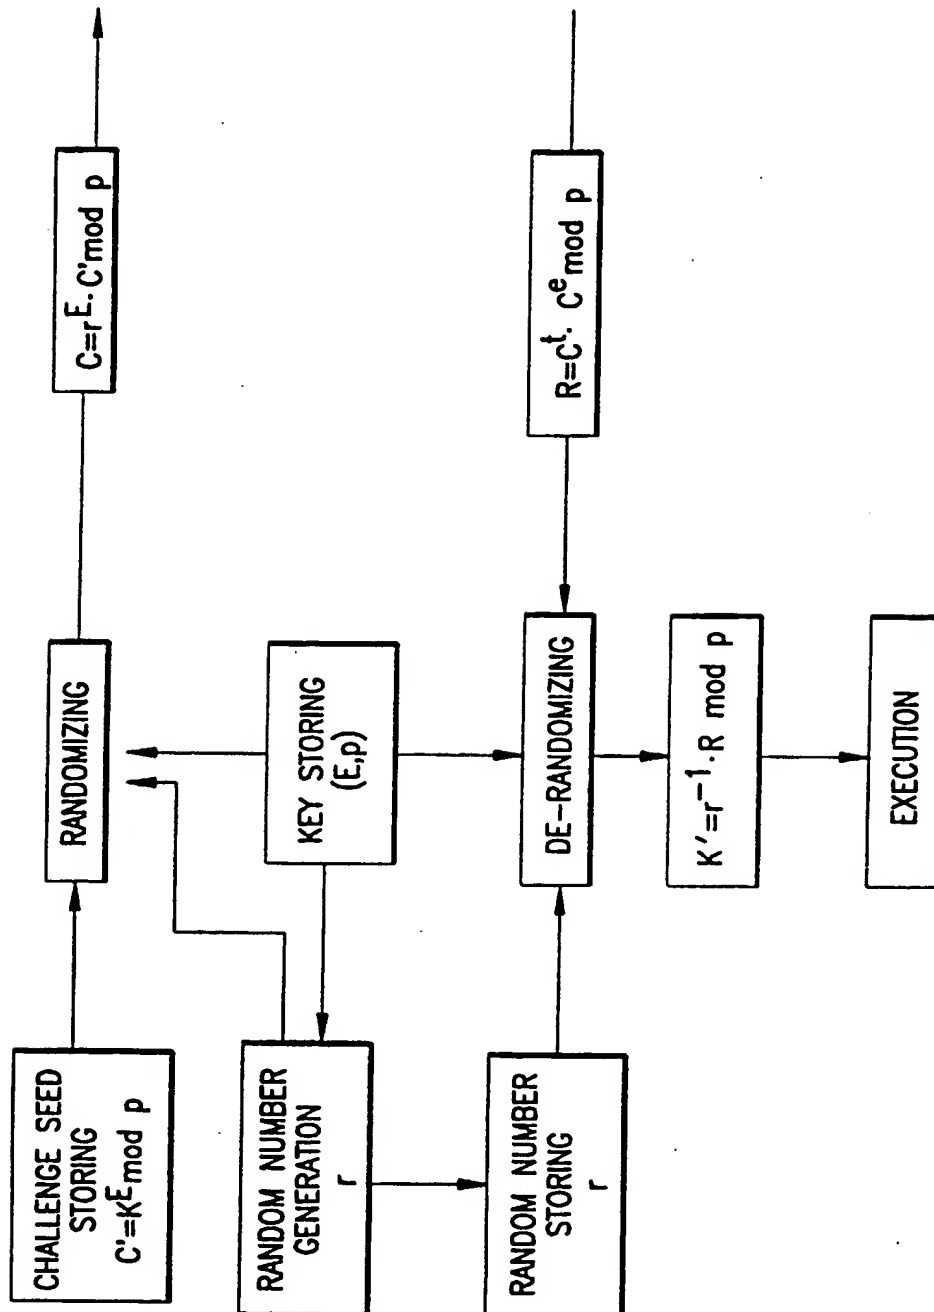 CHALLENGE SEED
STORING
C'=K^E mod p
RANDOMIZING
C=r^E· C'mod p
RANDOM NUMBER
GENERATION
r
KEY STORING
(E,p)
RANDOM NUMBER
STORING
r
DE-RANDOMIZING
R=C^t· C^e mod p
K'=r^-1·R mod p
EXECUTION